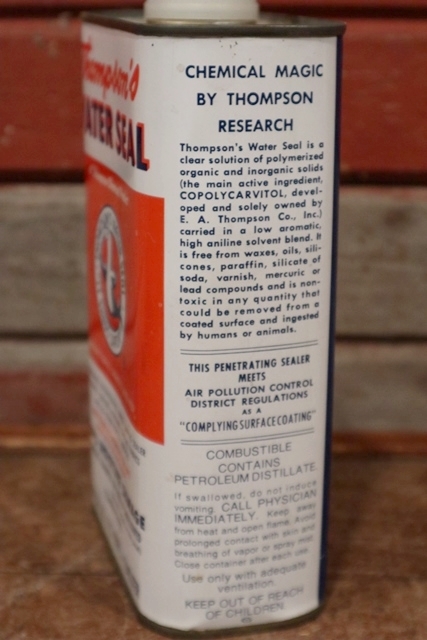 Thompson's
WATER SEAL
CHEMICAL MAGIC
BY THOMPSON
RESEARCH
Thompson's Water Seal is a
clear solution of polymerized
organic and inorganic solids
(the main active ingredient,
COPOLYCARVITOL, devel-
oped and solely owned by
E. A. Thompson Co., Inc.)
carried in a low aromatic,
high aniline solvent blend. It
is free from waxes, oils, sili-
cones, paraffin, silicate of
soda, varnish, mercuric or
lead compounds and is non-
toxic in any quantity that
could be removed from a
coated surface and ingested
by humans or animals.
THIS PENETRATING SEALER
MEETS
AIR POLLUTION CONTROL
DISTRICT REGULATIONS
AS A
"COMPLYING SURFACE COATING"
COMBUSTIBLE
CONTAINS
PETROLEUM DISTILLATE.
If swallowed, do not induce
vomiting. CALL PHYSICIAN
IMMEDIATELY. Keep away
from heat and open flame. Avoid
prolonged contact with skin and
breathing of vapor or spray mist.
Close container after each use.
Use only with adequate
ventilation.
KEEP OUT OF REACH
OF CHILDREN.